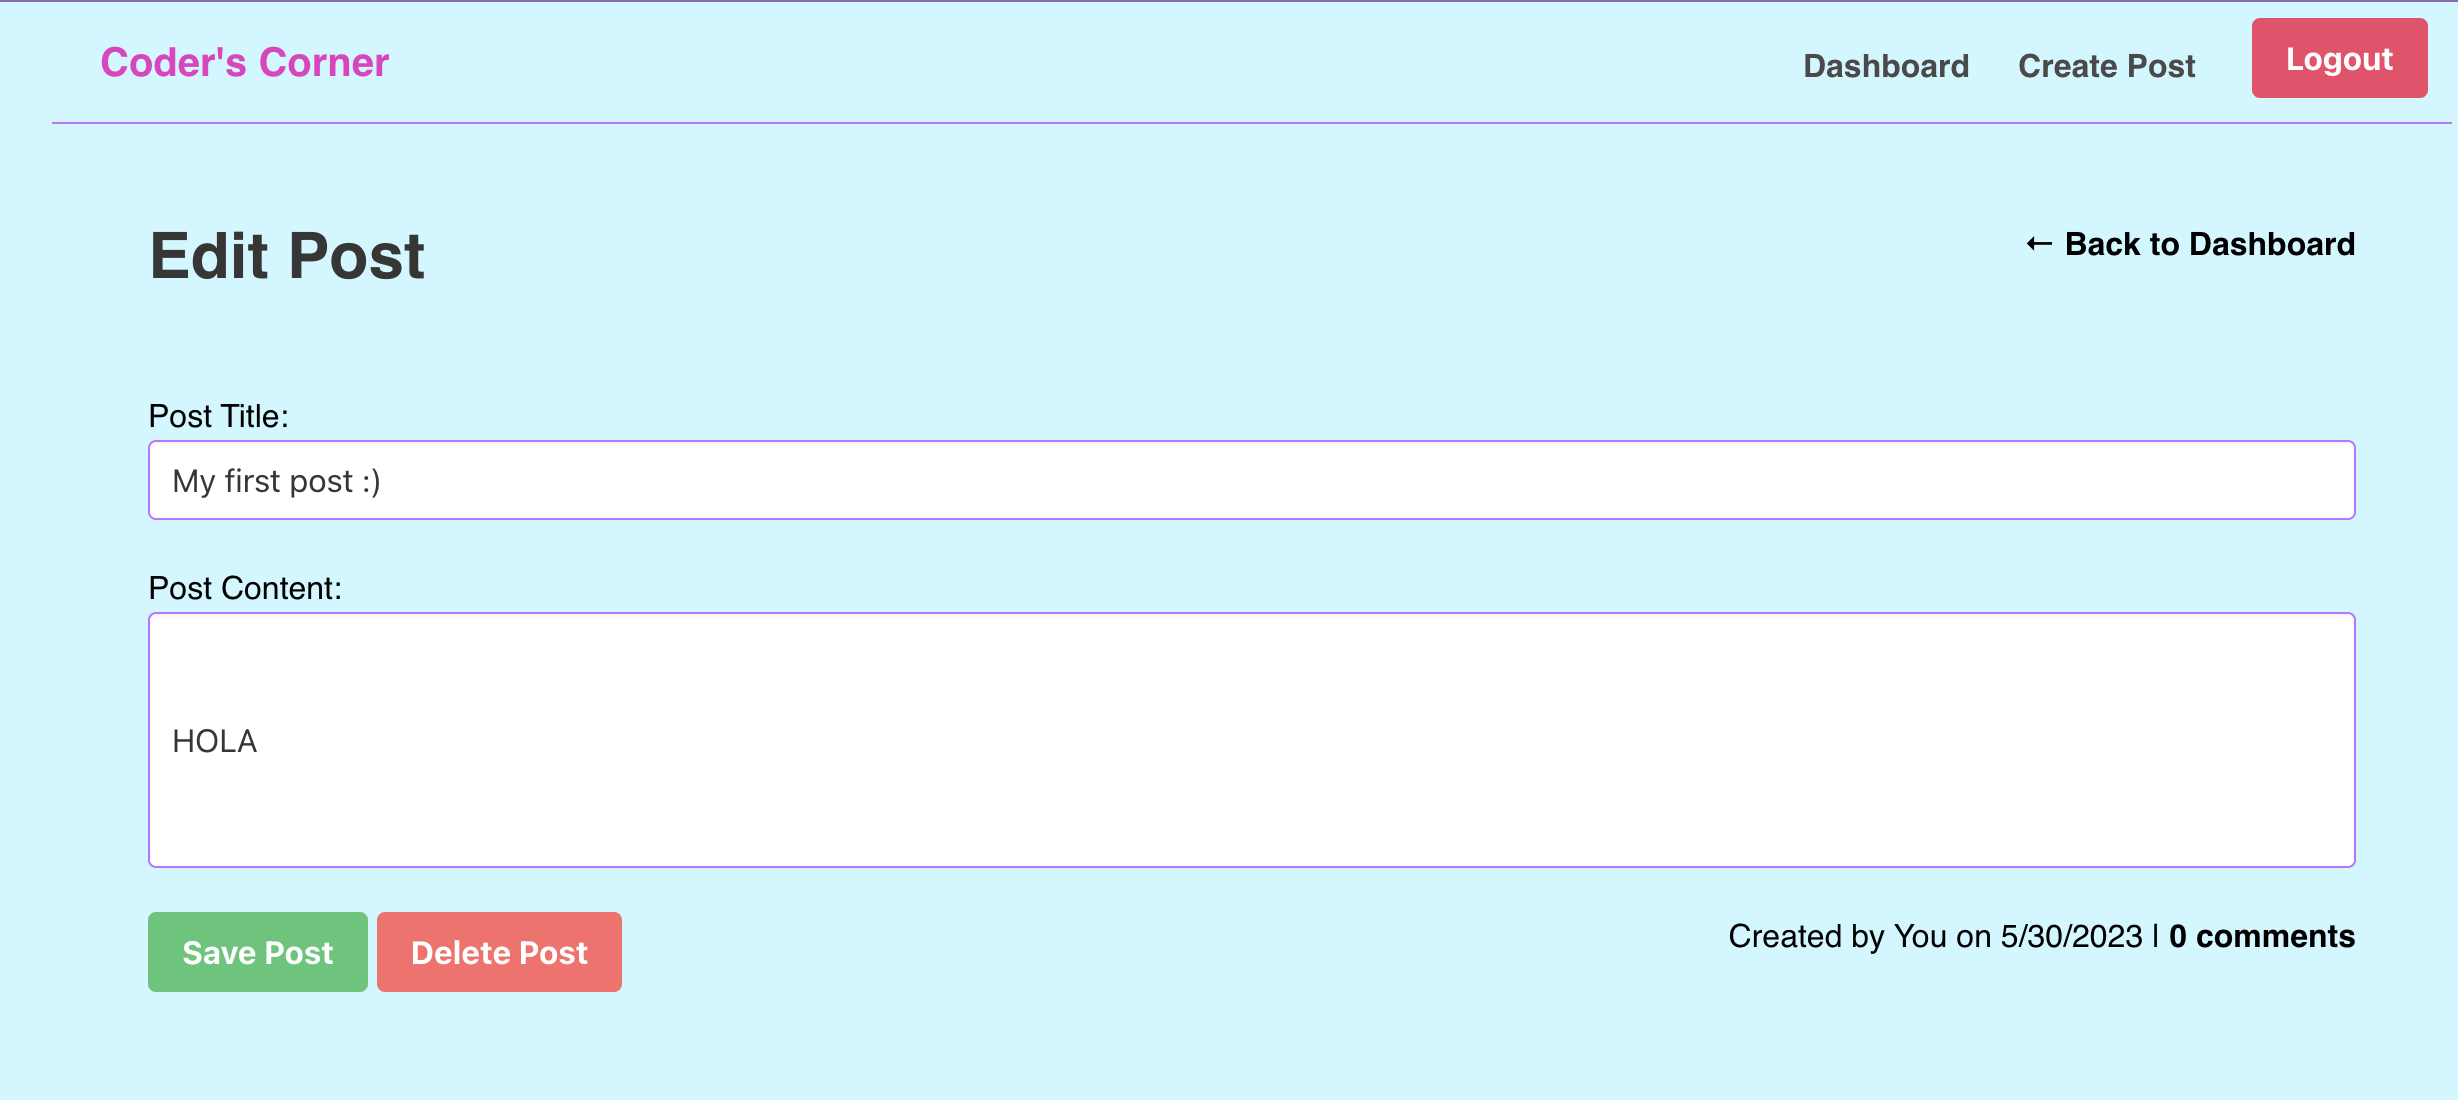 Coder's Corner
Dashboard Create Post Logout
Edit Post
← Back to Dashboard
Post Title:
My first post :)
Post Content:
HOLA
Save Post Delete Post
Created by You on 5/30/2023 | 0 comments